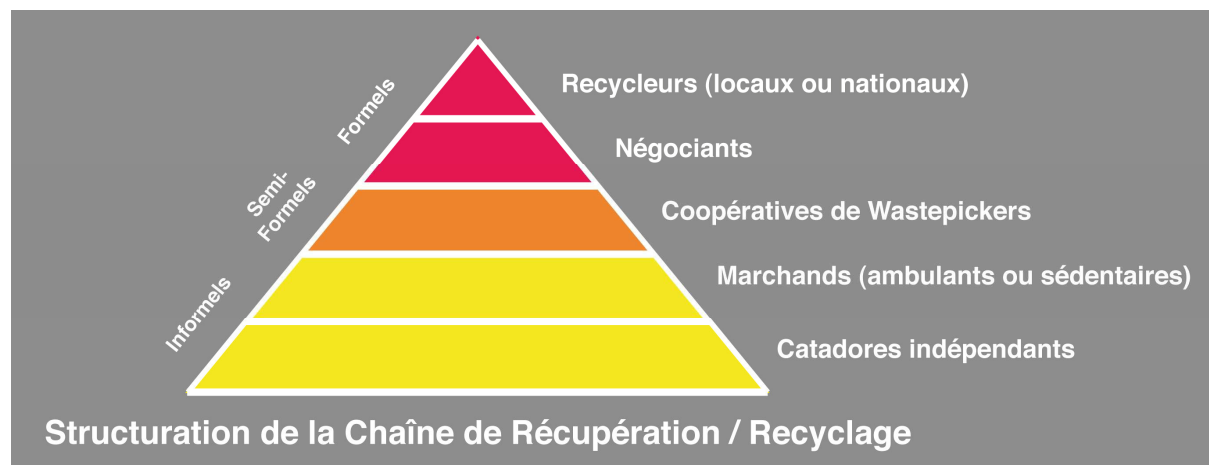 Formels
Recycleurs (locaux ou nationaux)
Négociants
Semi-
Formels
Coopératives de Wastepickers
Marchands (ambulants ou sédentaires)
Informels
Catadores indépendants
Structuration de la Chaîne de Récupération / Recyclage